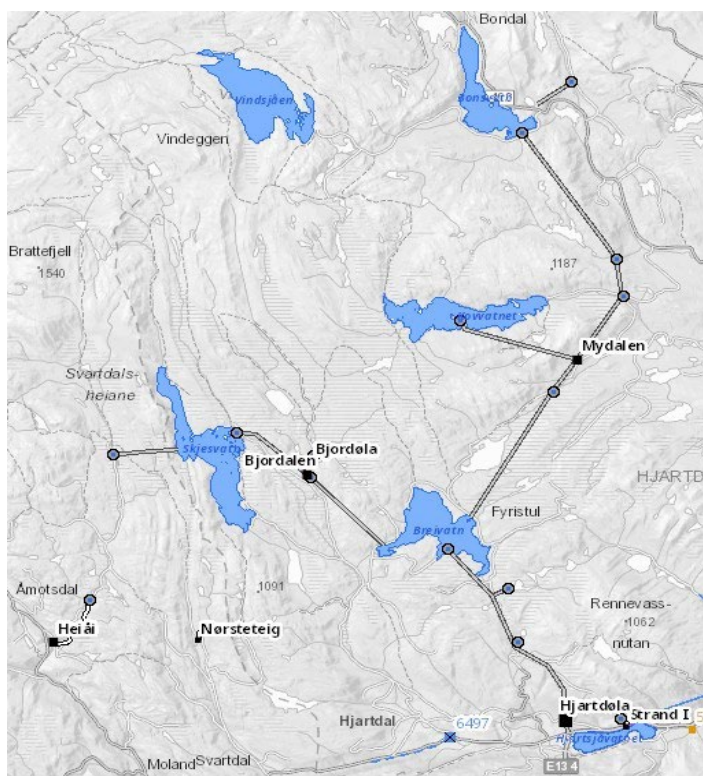 Bondal
Vindsjåen
Vindeggen
Brattefjell
1540
1187
Mydalen
Svartdals-
heiane
Bjordøla
Skjesvatn
Bjordalen
HJARTD
Fyristul
Breivatn
Åmotsdal
1091
Rennevass-
1062
nutan
Heiåi
Nørsteteig
Hjartdøla
Strand I
Hjartdal
6497
Hjartsjåvatnet
E134
Moland
Svartdal